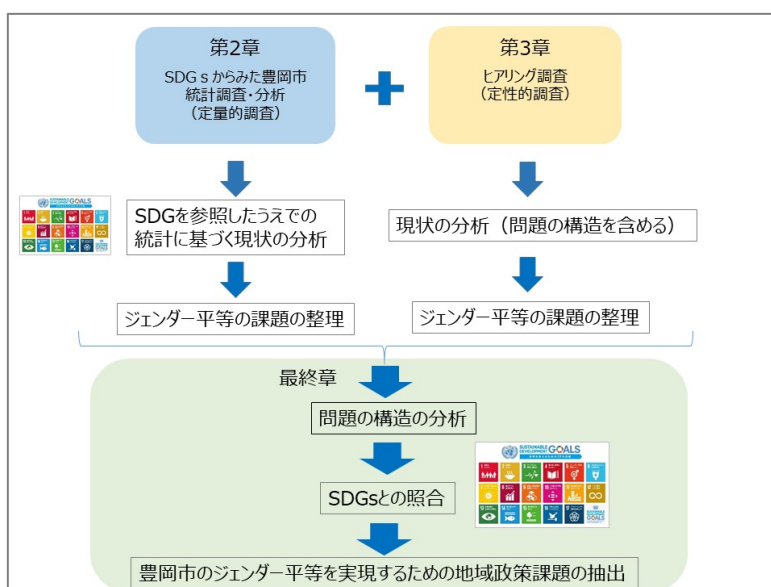 第2章
SDGｓからみた豊岡市
統計調査・分析
（定量的調査）
第3章
ヒアリング調査
（定性的調査）
SUSTAINABLE
DEVELOPMENT
GOALS
SDGを参照したうえでの
統計に基づく現状の分析
現状の分析（問題の構造を含める）
ジェンダー平等の課題の整理
ジェンダー平等の課題の整理
最終章
問題の構造の分析
SUSTAINABLE
DEVELOPMENT
GOALS
SDGsとの照合
豊岡市のジェンダー平等を実現するための地域政策課題の抽出